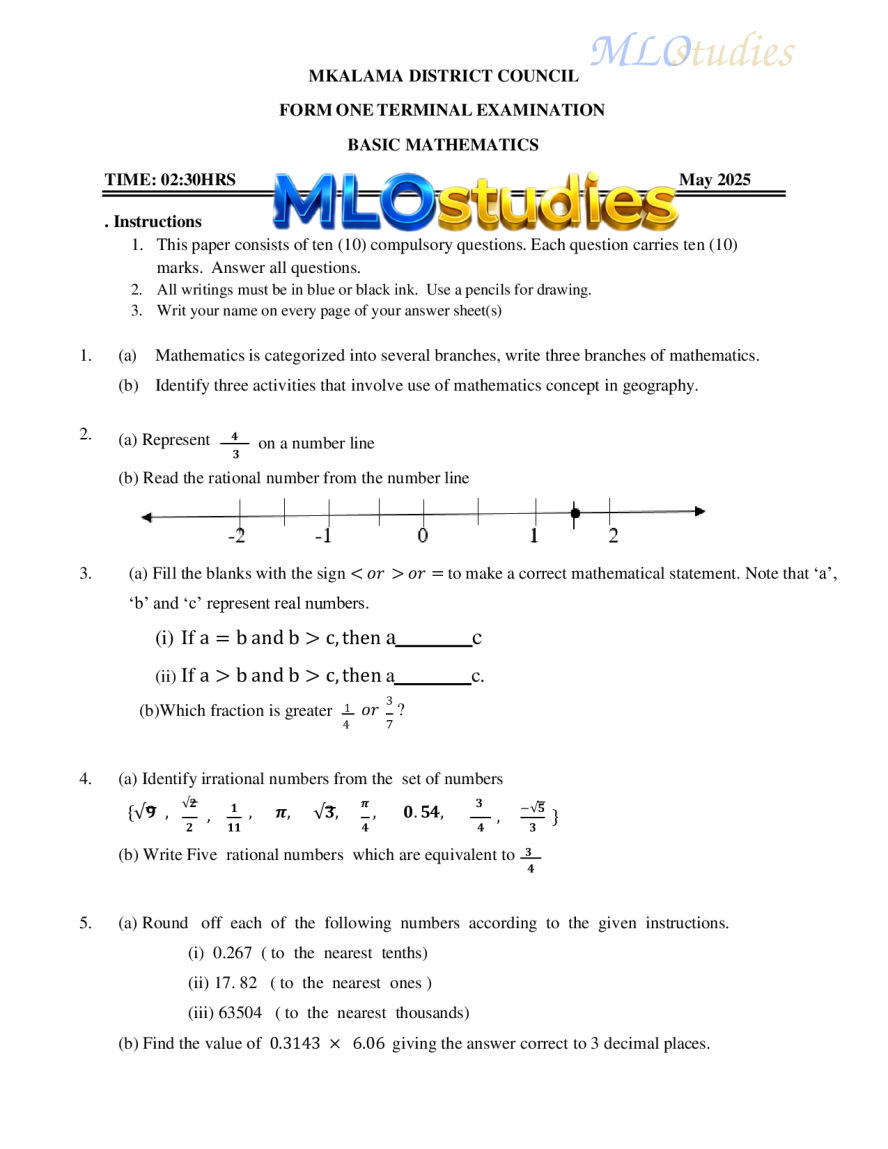 MLOstudies
MKALAMA DISTRICT COUNCIL
FORM ONE TERMINAL EXAMINATION
BASIC MATHEMATICS
TIME: 02:30HRS May 2025
MLOstudies
. Instructions
1. This paper consists of ten (10) compulsory questions. Each question carries ten (10)
marks. Answer all questions.
2. All writings must be in blue or black ink. Use a pencils for drawing.
3. Writ your name on every page of your answer sheet(s)
1. (a) Mathematics is categorized into several branches, write three branches of mathematics.
(b) Identify three activities that involve use of mathematics concept in geography.
2. (a) Represent 4/3 on a number line
(b) Read the rational number from the number line
-2 -1 0 1 2
3. (a) Fill the blanks with the sign < or > or = to make a correct mathematical statement. Note that ‘a’,
‘b’ and ‘c’ represent real numbers.
(i) If a = b and b > c, then a________c
(ii) If a > b and b > c, then a________c.
(b)Which fraction is greater 1/4 or 3/7 ?
4. (a) Identify irrational numbers from the set of numbers
{√9 , √2/2 , 1/11 , π, √3, π/4, 0.54, 3/4 , −√5/3 }
(b) Write Five rational numbers which are equivalent to 3/4
5. (a) Round off each of the following numbers according to the given instructions.
(i) 0.267 ( to the nearest tenths)
(ii) 17. 82 ( to the nearest ones )
(iii) 63504 ( to the nearest thousands)
(b) Find the value of 0.3143 × 6.06 giving the answer correct to 3 decimal places.